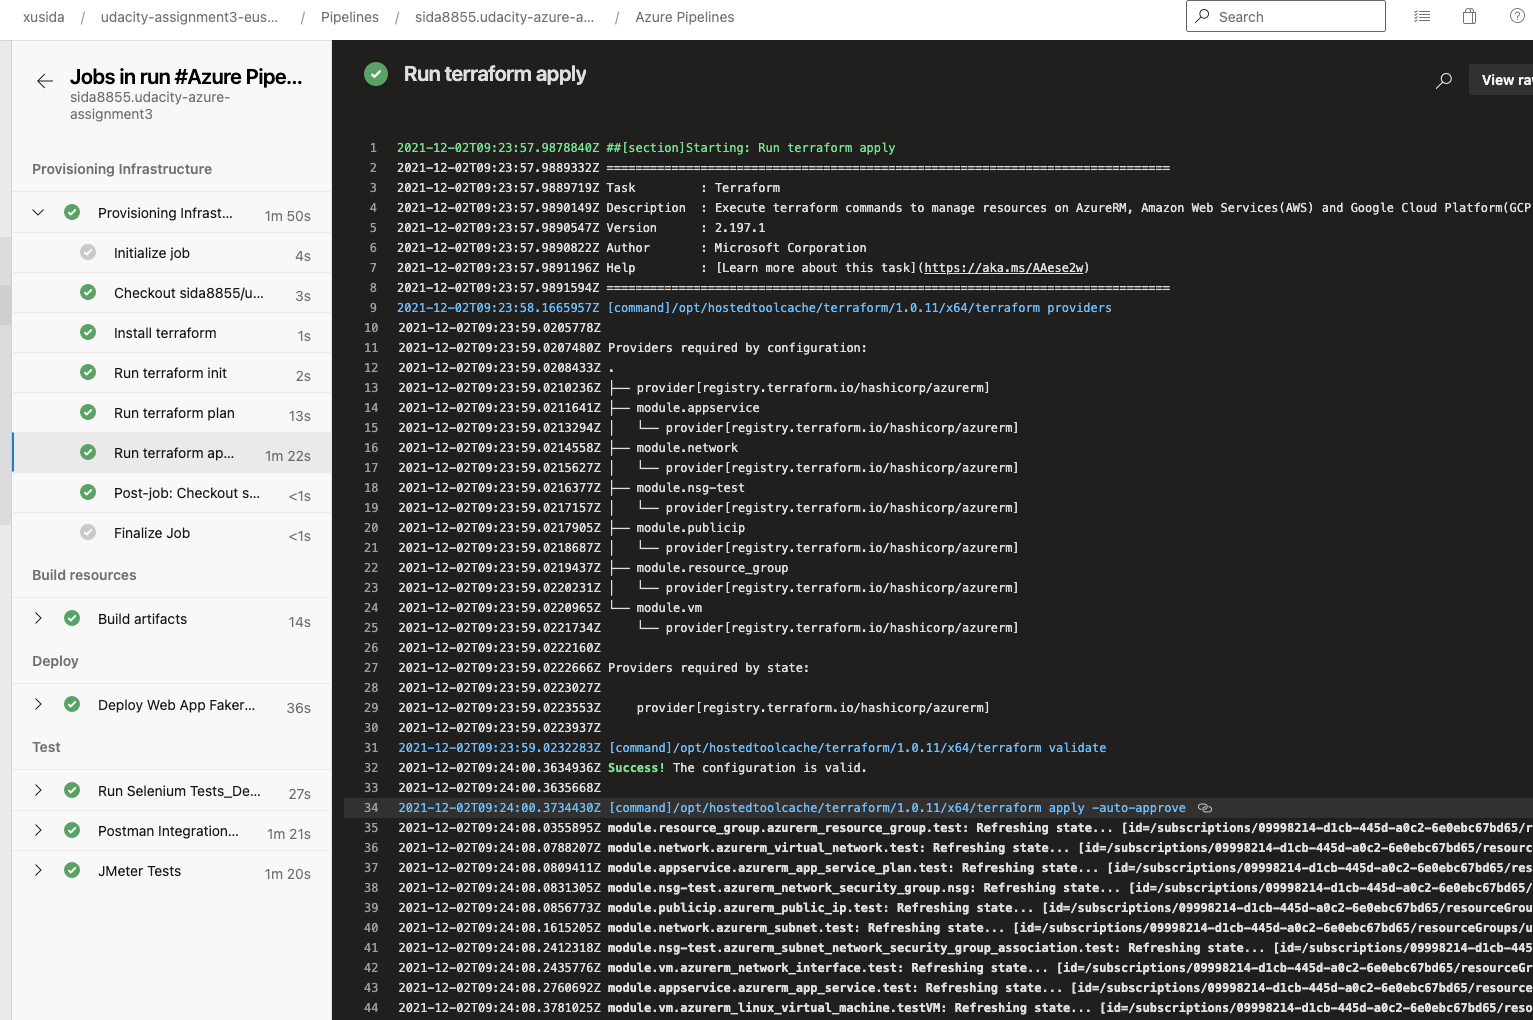 xusida / udacity-assignment3-eus... / Pipelines / sida8855.udacity-azure-a... / Azure Pipelines
Search
Jobs in run #Azure Pipe...
sida8855.udacity-azure-
assignment3
Provisioning Infrastructure
Provisioning Infrast... 1m 50s
Initialize job 4s
Checkout sida8855/u... 3s
Install terraform 1s
Run terraform init 2s
Run terraform plan 13s
Run terraform ap... 1m 22s
Post-job: Checkout s... <1s
Finalize Job <1s
Build resources
Build artifacts 14s
Deploy
Deploy Web App Faker... 36s
Test
Run Selenium Tests_De... 27s
Postman Integration... 1m 21s
JMeter Tests 1m 20s
Run terraform apply
View ra
1 2021-12-02T09:23:57.9878840Z ##[section]Starting: Run terraform apply
2 2021-12-02T09:23:57.9889332Z ==============================================================================
3 2021-12-02T09:23:57.9889719Z Task         : Terraform
4 2021-12-02T09:23:57.9890149Z Description  : Execute terraform commands to manage resources on AzureRM, Amazon Web Services(AWS) and Google Cloud Platform(GCP
5 2021-12-02T09:23:57.9890547Z Version      : 2.197.1
6 2021-12-02T09:23:57.9890822Z Author       : Microsoft Corporation
7 2021-12-02T09:23:57.9891196Z Help         : [Learn more about this task](https://aka.ms/AAese2w)
8 2021-12-02T09:23:57.9891594Z ==============================================================================
9 2021-12-02T09:23:58.1665957Z [command]/opt/hostedtoolcache/terraform/1.0.11/x64/terraform providers
10 2021-12-02T09:23:59.0205778Z
11 2021-12-02T09:23:59.0207480Z Providers required by configuration:
12 2021-12-02T09:23:59.0208433Z .
13 2021-12-02T09:23:59.0210236Z ├── provider[registry.terraform.io/hashicorp/azurerm]
14 2021-12-02T09:23:59.0211641Z ├── module.appservice
15 2021-12-02T09:23:59.0213294Z │   └── provider[registry.terraform.io/hashicorp/azurerm]
16 2021-12-02T09:23:59.0214558Z ├── module.network
17 2021-12-02T09:23:59.0215627Z │   └── provider[registry.terraform.io/hashicorp/azurerm]
18 2021-12-02T09:23:59.0216377Z ├── module.nsg-test
19 2021-12-02T09:23:59.0217157Z │   └── provider[registry.terraform.io/hashicorp/azurerm]
20 2021-12-02T09:23:59.0217905Z ├── module.publicip
21 2021-12-02T09:23:59.0218687Z │   └── provider[registry.terraform.io/hashicorp/azurerm]
22 2021-12-02T09:23:59.0219437Z ├── module.resource_group
23 2021-12-02T09:23:59.0220231Z │   └── provider[registry.terraform.io/hashicorp/azurerm]
24 2021-12-02T09:23:59.0220965Z └── module.vm
25 2021-12-02T09:23:59.0221734Z     └── provider[registry.terraform.io/hashicorp/azurerm]
26 2021-12-02T09:23:59.0222160Z
27 2021-12-02T09:23:59.0222666Z Providers required by state:
28 2021-12-02T09:23:59.0223027Z
29 2021-12-02T09:23:59.0223553Z     provider[registry.terraform.io/hashicorp/azurerm]
30 2021-12-02T09:23:59.0223937Z
31 2021-12-02T09:23:59.0232283Z [command]/opt/hostedtoolcache/terraform/1.0.11/x64/terraform validate
32 2021-12-02T09:24:00.3634936Z Success! The configuration is valid.
33 2021-12-02T09:24:00.3635668Z
34 2021-12-02T09:24:00.3734430Z [command]/opt/hostedtoolcache/terraform/1.0.11/x64/terraform apply -auto-approve
35 2021-12-02T09:24:08.0355895Z module.resource_group.azurerm_resource_group.test: Refreshing state... [id=/subscriptions/09998214-d1cb-445d-a0c2-6e0ebc67bd65/r
36 2021-12-02T09:24:08.0788207Z module.network.azurerm_virtual_network.test: Refreshing state... [id=/subscriptions/09998214-d1cb-445d-a0c2-6e0ebc67bd65/resourc
37 2021-12-02T09:24:08.0809411Z module.appservice.azurerm_app_service_plan.test: Refreshing state... [id=/subscriptions/09998214-d1cb-445d-a0c2-6e0ebc67bd65/res
38 2021-12-02T09:24:08.0831305Z module.nsg-test.azurerm_network_security_group.nsg: Refreshing state... [id=/subscriptions/09998214-d1cb-445d-a0c2-6e0ebc67bd65/
39 2021-12-02T09:24:08.0856773Z module.publicip.azurerm_public_ip.test: Refreshing state... [id=/subscriptions/09998214-d1cb-445d-a0c2-6e0ebc67bd65/resourceGrou
40 2021-12-02T09:24:08.1615205Z module.network.azurerm_subnet.test: Refreshing state... [id=/subscriptions/09998214-d1cb-445d-a0c2-6e0ebc67bd65/resourceGroups/u
41 2021-12-02T09:24:08.2412318Z module.nsg-test.azurerm_subnet_network_security_group_association.test: Refreshing state... [id=/subscriptions/09998214-d1cb-445
42 2021-12-02T09:24:08.2435776Z module.vm.azurerm_network_interface.test: Refreshing state... [id=/subscriptions/09998214-d1cb-445d-a0c2-6e0ebc67bd65/resourceGr
43 2021-12-02T09:24:08.2760692Z module.appservice.azurerm_app_service.test: Refreshing state... [id=/subscriptions/09998214-d1cb-445d-a0c2-6e0ebc67bd65/resource
44 2021-12-02T09:24:08.3781025Z module.vm.azurerm_linux_virtual_machine.testVM: Refreshing state... [id=/subscriptions/09998214-d1cb-445d-a0c2-6e0ebc67bd65/reso